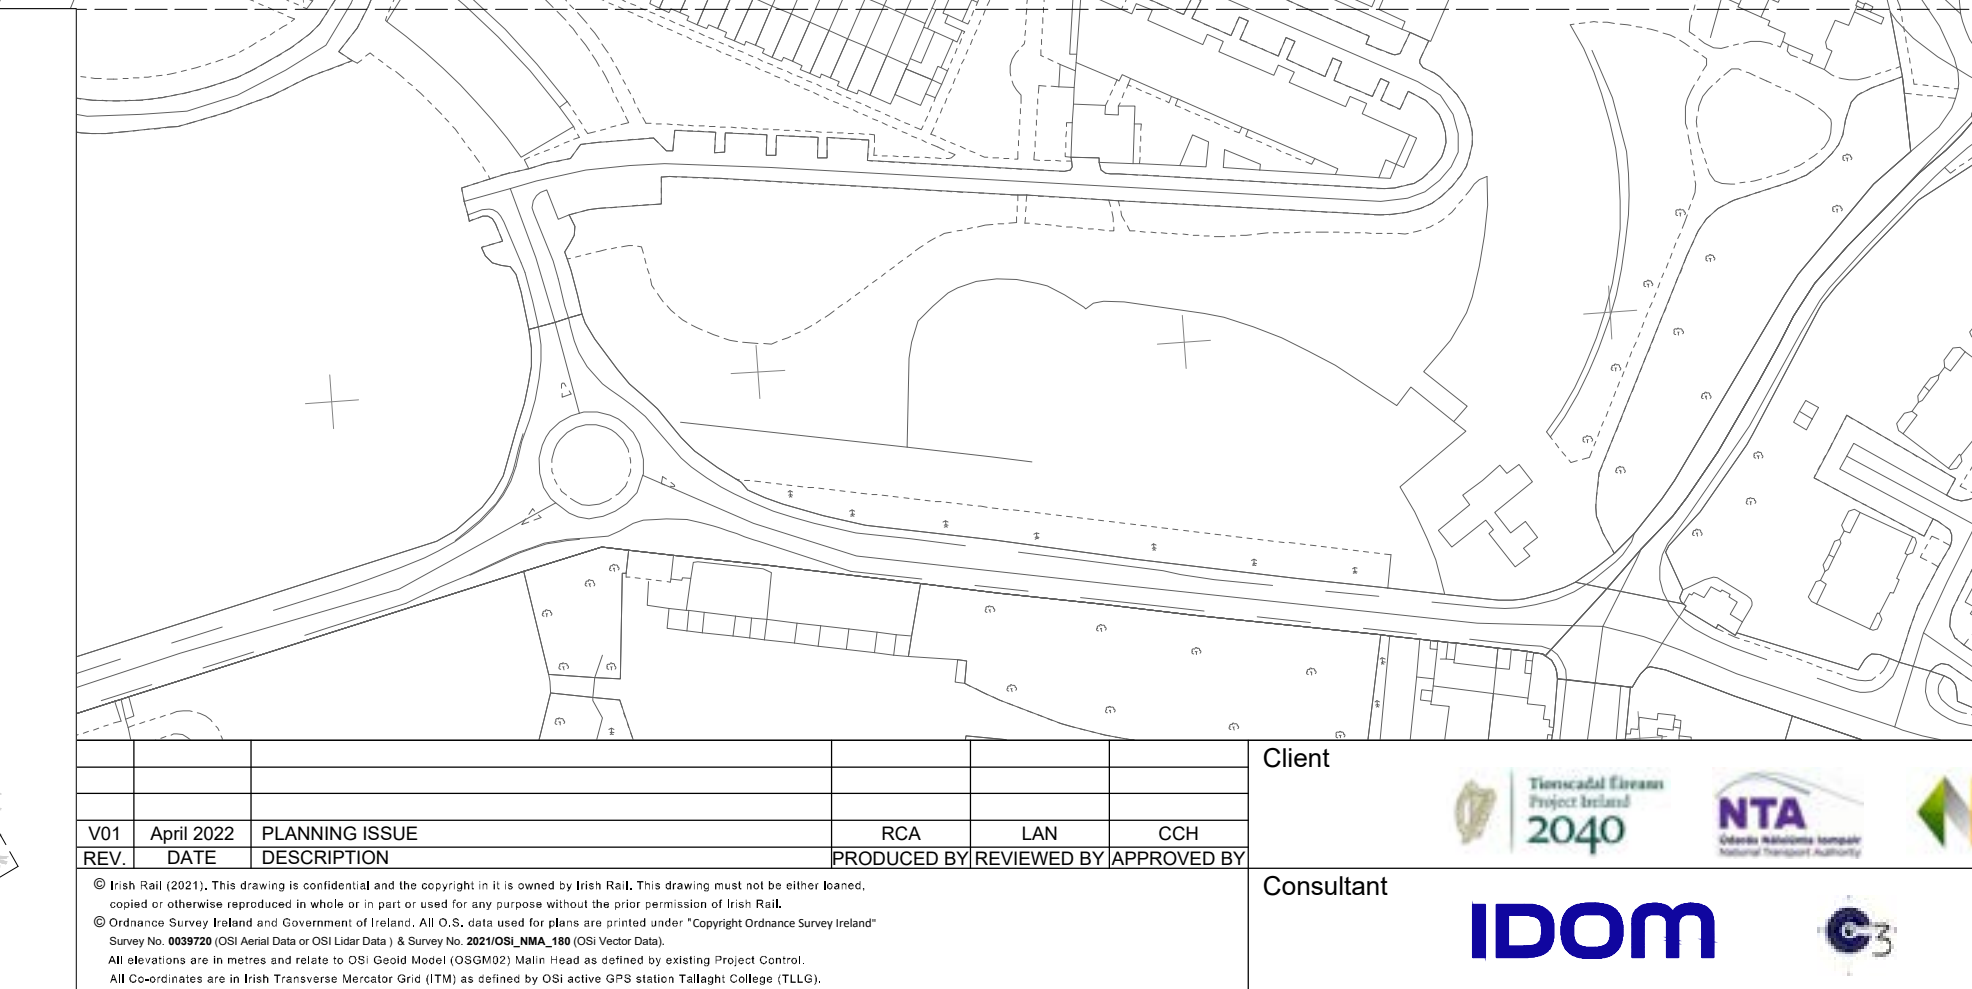 V01 April 2022 PLANNING ISSUE RCA LAN CCH
REV. DATE DESCRIPTION PRODUCED BY REVIEWED BY APPROVED BY
© Irish Rail (2021). This drawing is confidential and the copyright in it is owned by Irish Rail. This drawing must not be either loaned,
copied or otherwise reproduced in whole or in part or used for any purpose without the prior permission of Irish Rail.
© Ordnance Survey Ireland and Government of Ireland. All O.S. data used for plans are printed under "Copyright Ordnance Survey Ireland"
Survey No. 0039720 (OSI Aerial Data or OSI Lidar Data ) & Survey No. 2021/OSi_NMA_180 (OSi Vector Data).
All elevations are in metres and relate to OSi Geoid Model (OSGM02) Malin Head as defined by existing Project Control.
All Co-ordinates are in Irish Transverse Mercator Grid (ITM) as defined by OSi active GPS station Tallaght College (TLLG).
Client
Tionscadal Éireann
Project Ireland
2040
NTA
Údarás Náisiúnta Iompair
National Transport Authority
Consultant
IDOM
C3